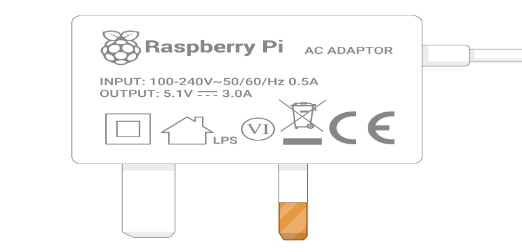 Raspberry Pi AC ADAPTOR
INPUT: 100-240V~50/60/Hz 0.5A
OUTPUT: 5.1V ⎓ 3.0A
LPS VI CE